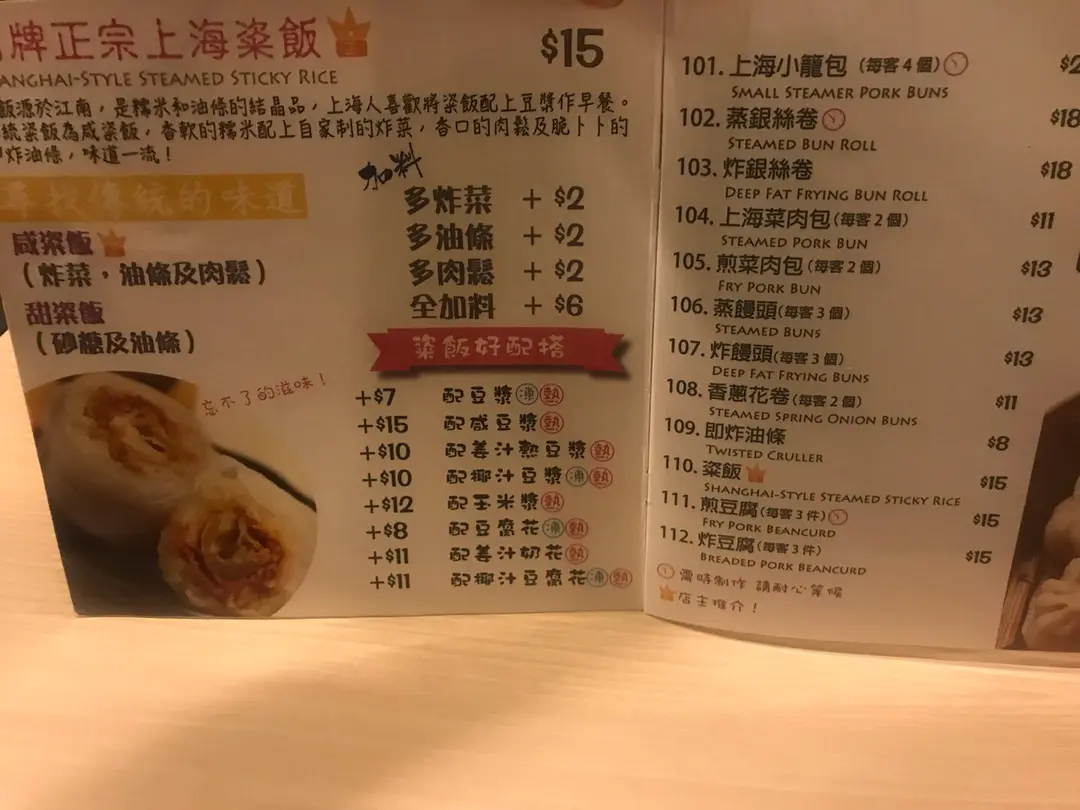 牌正宗上海粢飯
$15
ANGHAI-STYLE STEAMED STICKY RICE
飯源於江南，是糯米和油條的結晶品，上海人喜歡將粢飯配上豆漿作早餐。
統粢飯為咸粢飯，香軟的糯米配上自家制的炸菜，香口的肉鬆及脆卜卜的
炸油條，味道一流！
尋找傳統的味道
咸粢飯
（炸菜，油條及肉鬆）
甜粢飯
（砂糖及油條）
忘不了的滋味！
加料
多炸菜 + $2
多油條 + $2
多肉鬆 + $2
全加料 + $6
粢飯好配搭
+$7 配豆漿 凍 熱
+$15 配咸豆漿 熱
+$10 配姜汁熱豆漿 熱
+$10 配椰汁豆漿 凍 熱
+$12 配玉米漿 熱
+$8 配豆腐花 凍 熱
+$11 配姜汁奶花 熱
+$11 配椰汁豆腐花 凍 熱
101. 上海小籠包（每客4個） $2
SMALL STEAMER PORK BUNS
102. 蒸銀絲卷 $18
STEAMED BUN ROLL
103. 炸銀絲卷 $18
DEEP FAT FRYING BUN ROLL
104. 上海菜肉包(每客2個) $11
STEAMED PORK BUN
105. 煎菜肉包(每客2個) $13
FRY PORK BUN
106. 蒸饅頭(每客3個) $13
STEAMED BUNS
107. 炸饅頭(每客3個) $13
DEEP FAT FRYING BUNS
108. 香蔥花卷(每客2個) $11
STEAMED SPRING ONION BUNS
109. 即炸油條 $8
TWISTED CRULLER
110. 粢飯 $15
SHANGHAI-STYLE STEAMED STICKY RICE
111. 煎豆腐(每客3件) $15
FRY PORK BEANCURD
112. 炸豆腐(每客3件) $15
BREADED PORK BEANCURD
需時制作 請耐心等候
店主推介！